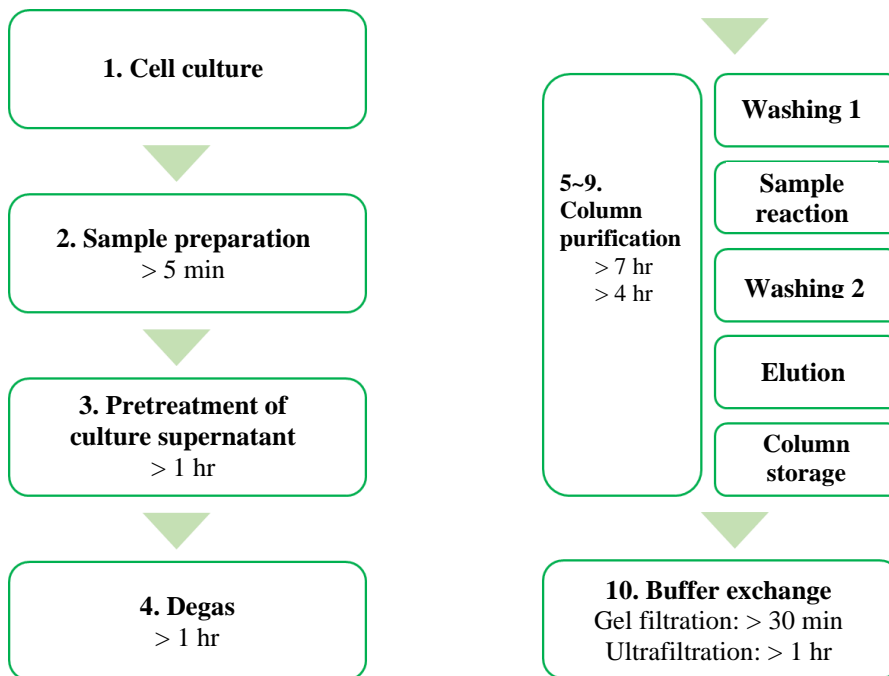 1. Cell culture
2. Sample preparation
> 5 min
3. Pretreatment of
culture supernatant
> 1 hr
4. Degas
> 1 hr
5~9.
Column
purification
> 7 hr
> 4 hr
Washing 1
Sample
reaction
Washing 2
Elution
Column
storage
10. Buffer exchange
Gel filtration: > 30 min
Ultrafiltration: > 1 hr